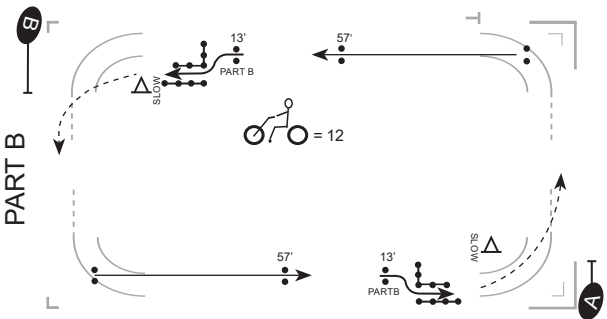 B
13'
57'
PART B
SLOW
= 12
PART B
SLOW
57'
13'
PARTB
A